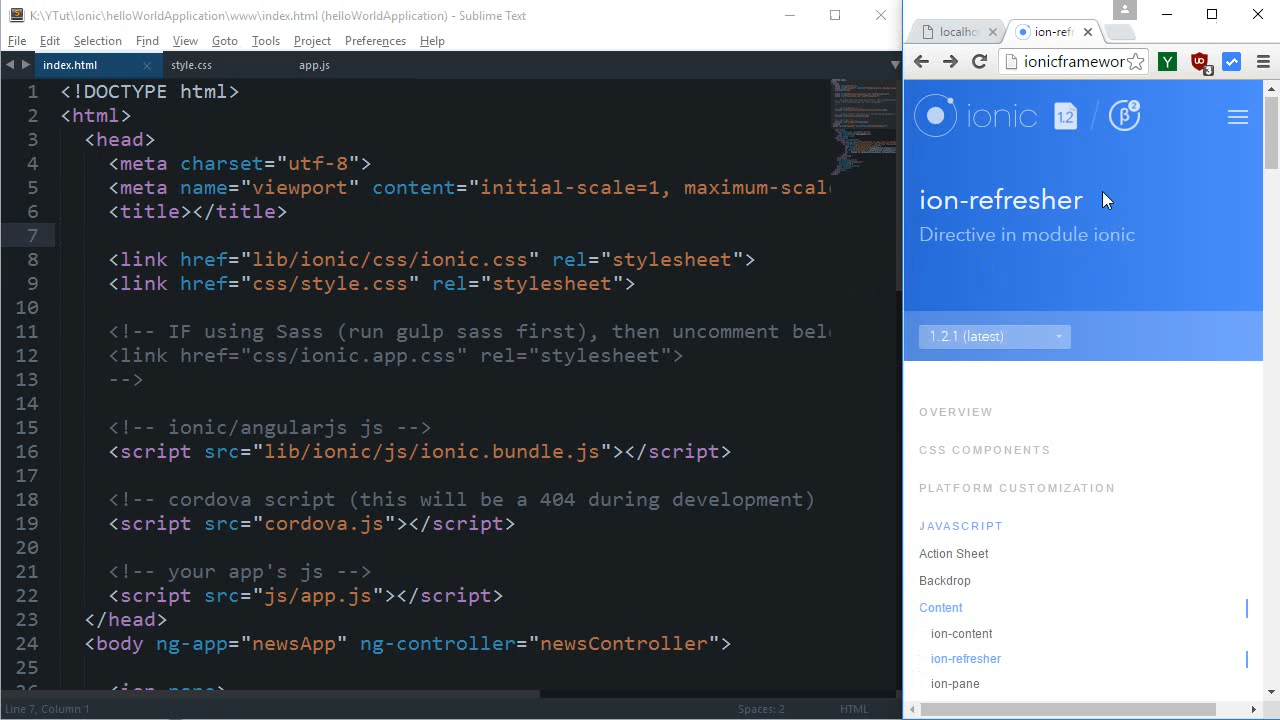 K:\YTut\Ionic\helloWorldApplication\www\index.html (helloWorldApplication) - Sublime Text
File Edit Selection Find View Goto Tools Project Preferences Help
index.html style.css app.js
1 <!DOCTYPE html>
2 <html>
3 <head>
4 <meta charset="utf-8">
5 <meta name="viewport" content="initial-scale=1, maximum-scale
6 <title></title>
7
8 <link href="lib/ionic/css/ionic.css" rel="stylesheet">
9 <link href="css/style.css" rel="stylesheet">
10
11 <!-- IF using Sass (run gulp sass first), then uncomment bel
12 <link href="css/ionic.app.css" rel="stylesheet">
13 -->
14
15 <!-- ionic/angularjs js -->
16 <script src="lib/ionic/js/ionic.bundle.js"></script>
17
18 <!-- cordova script (this will be a 404 during development)
19 <script src="cordova.js"></script>
20
21 <!-- your app's js -->
22 <script src="js/app.js"></script>
23 </head>
24 <body ng-app="newsApp" ng-controller="newsController">
25
Line 7, Column 1 Spaces: 2 HTML
localho ion-refr
ionicframewor Y 3
ionic 1.2 / β 2
ion-refresher
Directive in module ionic
1.2.1 (latest)
OVERVIEW
CSS COMPONENTS
PLATFORM CUSTOMIZATION
JAVASCRIPT
Action Sheet
Backdrop
Content
ion-content
ion-refresher
ion-pane